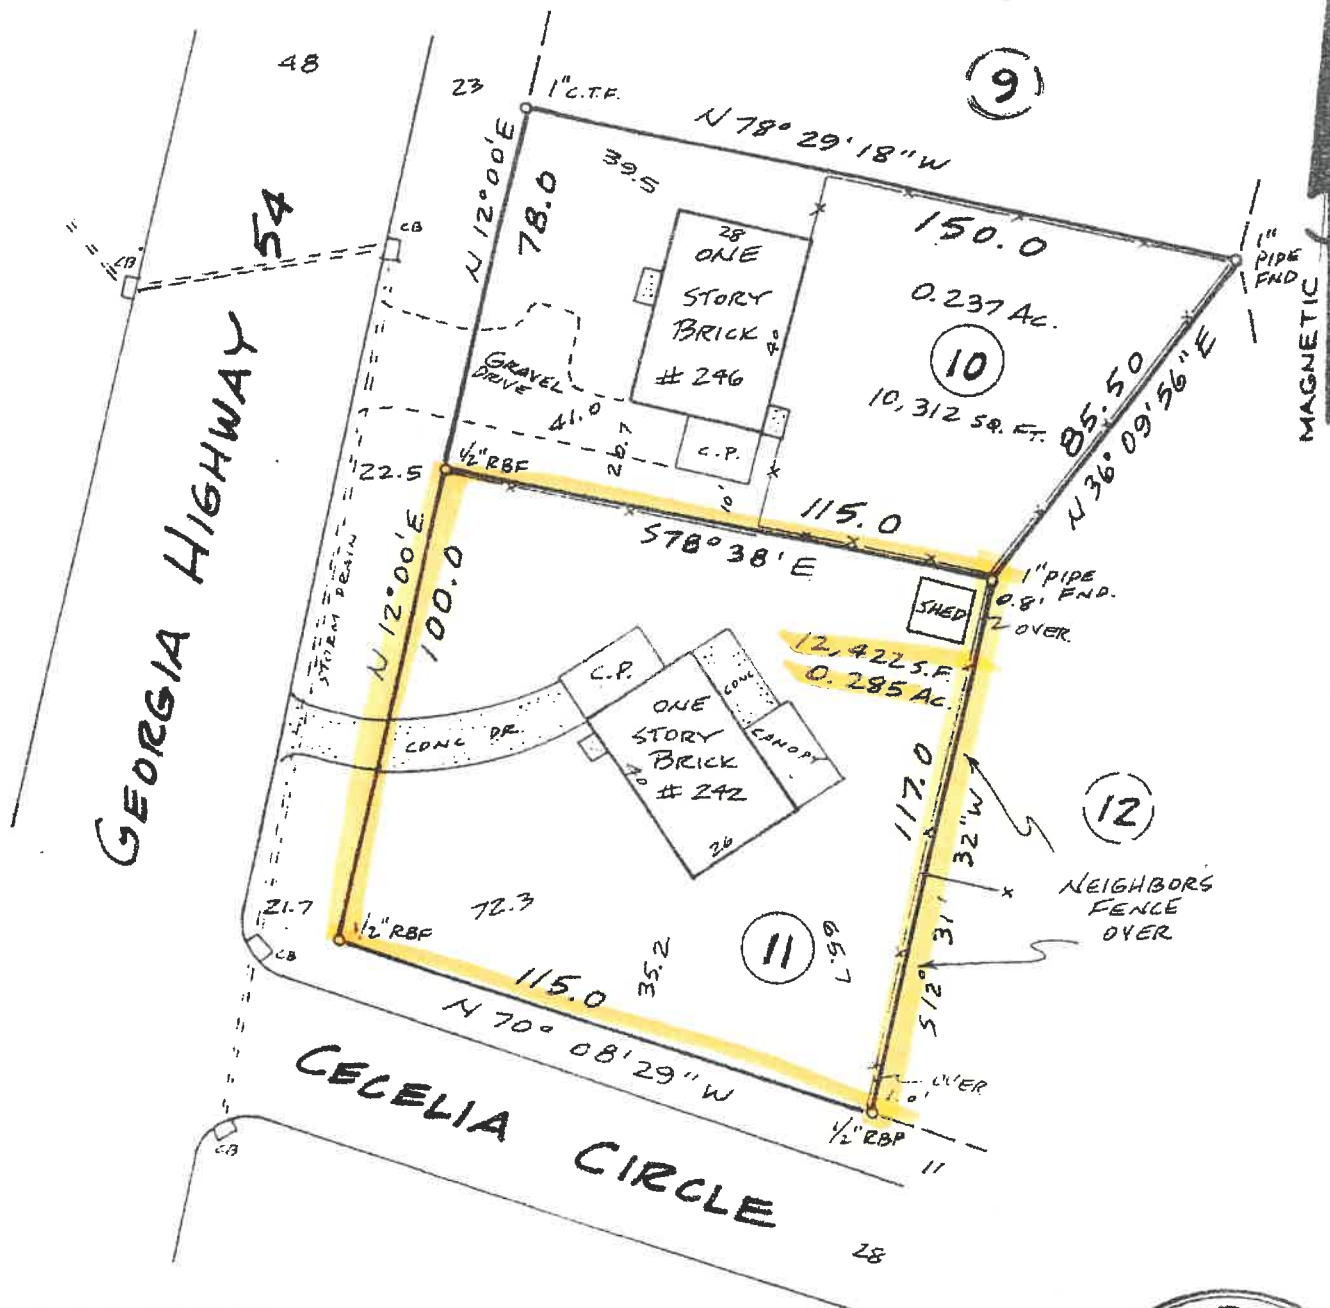 48
23
1" C.T.F.
9
N 78° 29' 18" W
N 12° 00' E
78.0
39.5
150.0
1"
PIPE
FND
MAGNETIC
54
CB
CB
28
ONE
STORY
BRICK
# 246
40
0.237 Ac.
10
10,312 SQ. FT.
85.50
N 36° 09' 56" E
GRAVEL
DRIVE
41.0
26.7
C.P.
10'
GEORGIA HIGHWAY
22.5
1/2" RBF
115.0
S 78° 38' E
1" PIPE
FND.
0.8'
OVER
SHED
N 12° 00' E
100.0
STORM DRAIN
12,422 S.F.
0.285 Ac.
C.P.
CONC
CANOPY
ONE
STORY
BRICK
# 242
40
26
CONC DR.
117.0
S 12° 31' 32" W
12
NEIGHBORS
FENCE
OVER
21.7
CB
1/2" RBF
72.3
35.2
11
65.7
115.0
N 70° 08' 29" W
OVER
1.0'
1/2" RBP
11
CECELIA CIRCLE
CB
28